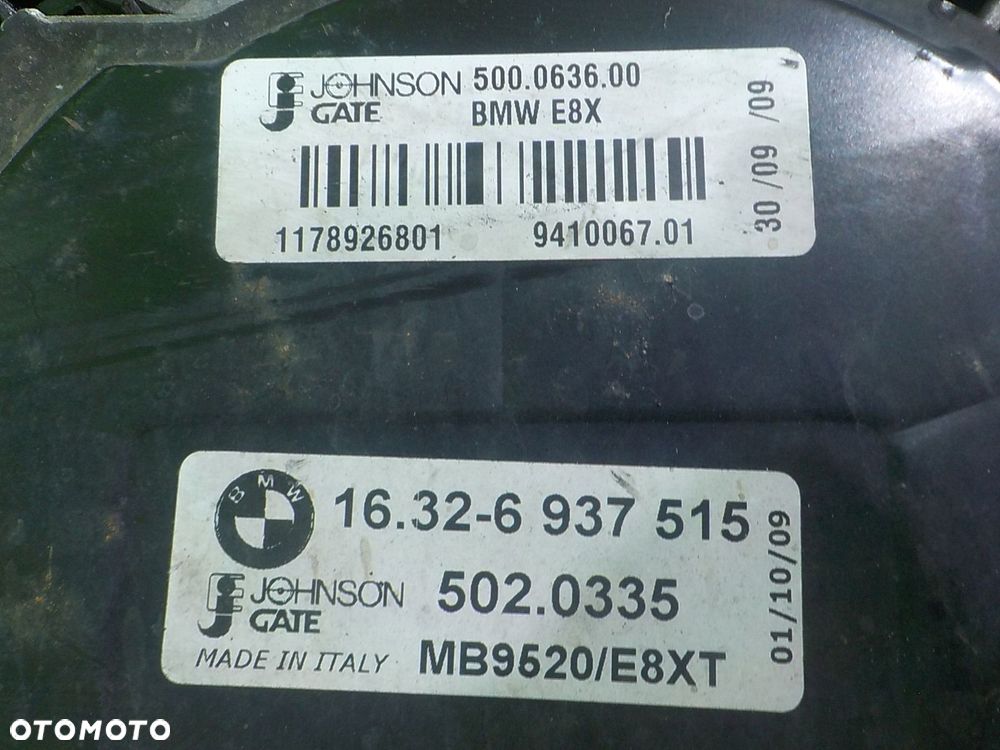 JOHNSON 500.0636.00
GATE BMW E8X
1178926801 9410067.01
30 /09 /09
BMW 16.32-6 937 515
JOHNSON 502.0335
GATE
MADE IN ITALY MB9520/E8XT
01/10/09
OTOMOTO